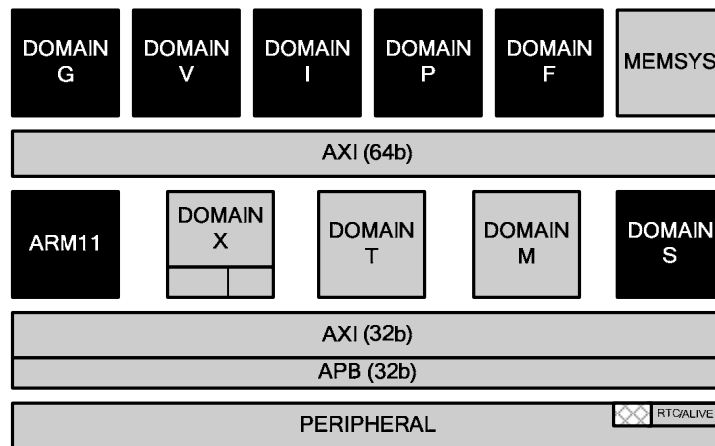 DOMAIN G
DOMAIN V
DOMAIN I
DOMAIN P
DOMAIN F
MEMSYS
AXI (64b)
ARM11
DOMAIN X
DOMAIN T
DOMAIN M
DOMAIN S
AXI (32b)
APB (32b)
PERIPHERAL
RTC/ALIVE